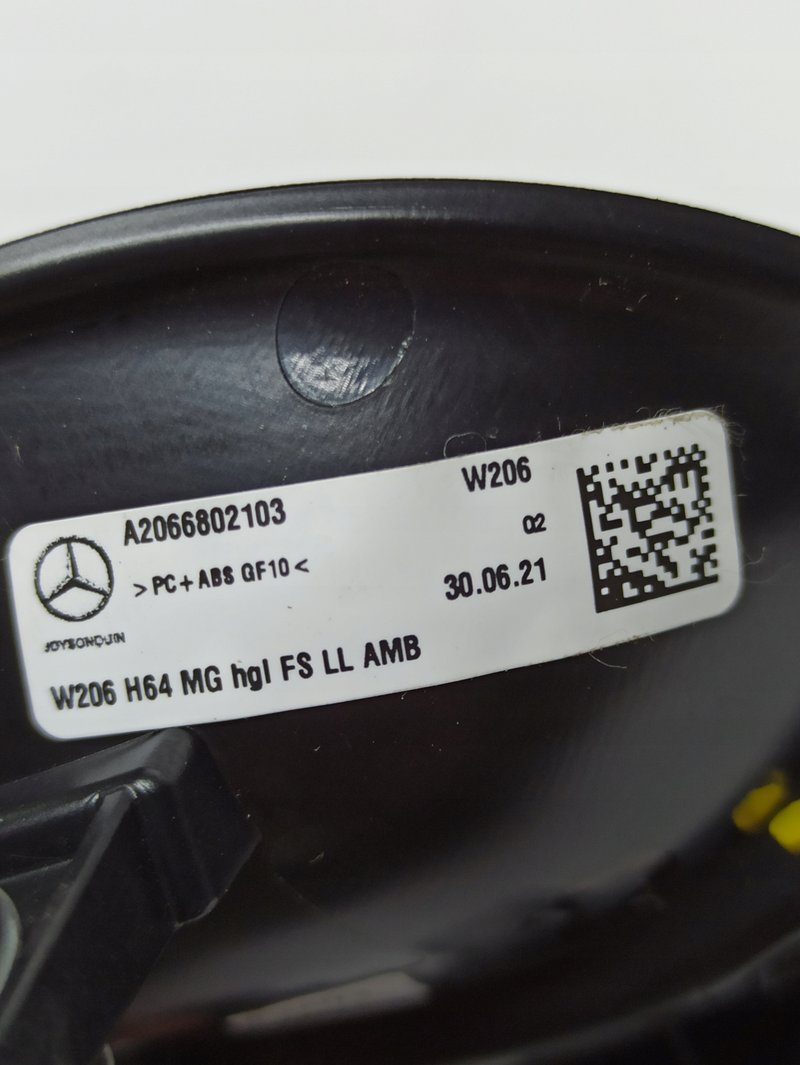 A2066802103
W206
02
>PC+ABS GF10<
30.06.21
JOYSONQUIN
W206 H64 MG hgl FS LL AMB